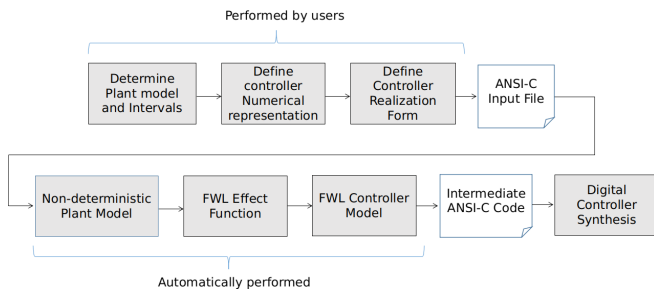 Performed by users
Determine
Plant model
and Intervals
Define
controller
Numerical
representation
Define
Controller
Realization
Form
ANSI-C
Input File
Non-deterministic
Plant Model
FWL Effect
Function
FWL Controller
Model
Intermediate
ANSI-C Code
Digital
Controller
Synthesis
Automatically performed